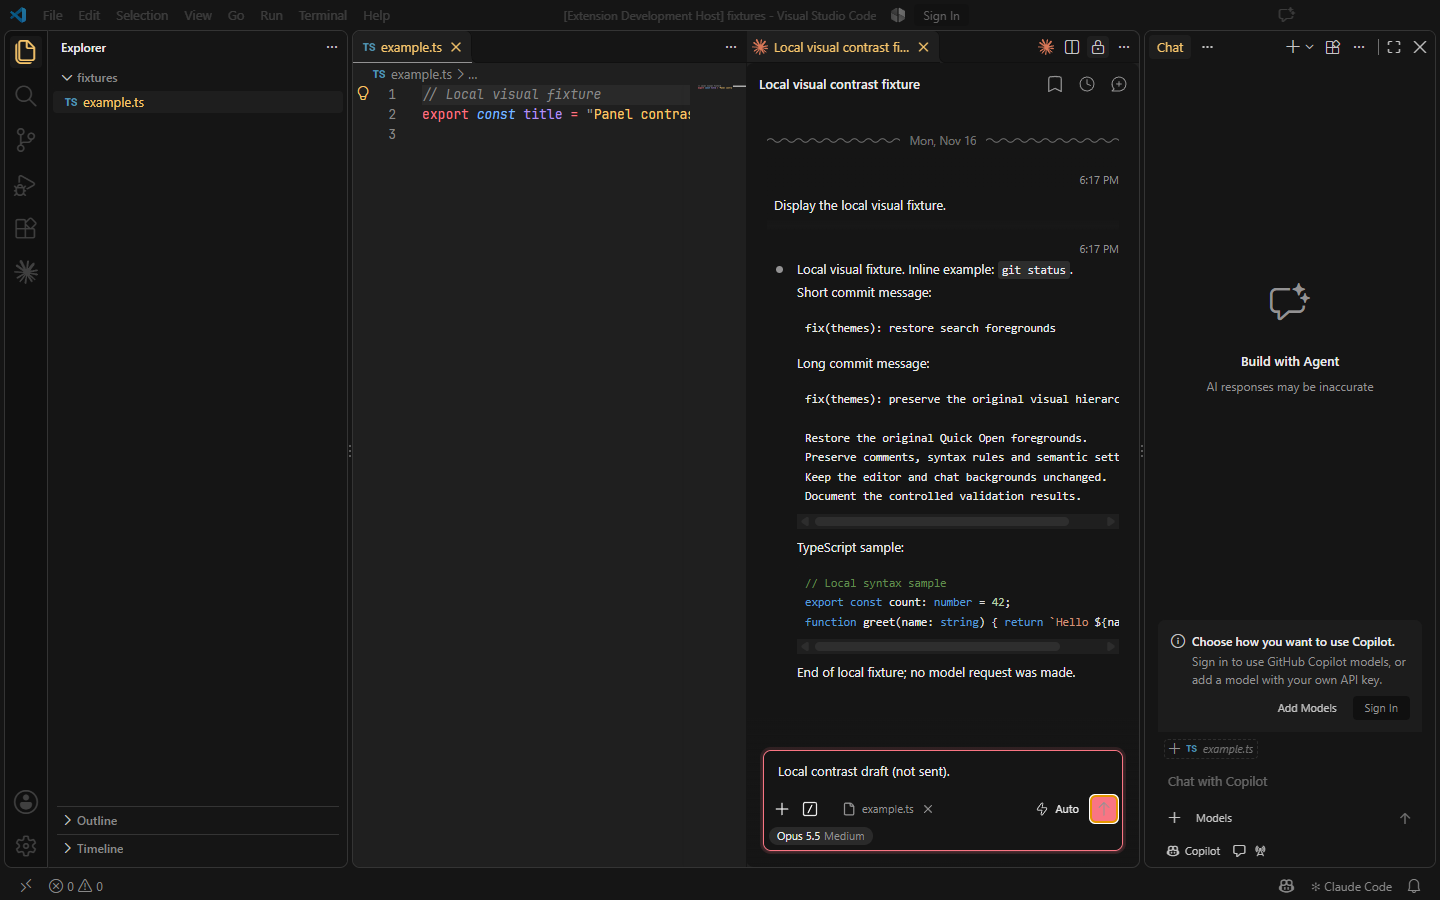 File Edit Selection View Go Run Terminal Help
[Extension Development Host] fixtures - Visual Studio Code
Sign In
Explorer
fixtures
TS example.ts
Outline
Timeline
TS example.ts
TS example.ts > ...
1 // Local visual fixture
2 export const title = "Panel contras
3
Local visual contrast fi...
Local visual contrast fixture
Mon, Nov 16
6:17 PM
Display the local visual fixture.
6:17 PM
Local visual fixture. Inline example: git status.
Short commit message:
fix(themes): restore search foregrounds
Long commit message:
fix(themes): preserve the original visual hierarc
Restore the original Quick Open foregrounds.
Preserve comments, syntax rules and semantic sett
Keep the editor and chat backgrounds unchanged.
Document the controlled validation results.
TypeScript sample:
// Local syntax sample
export const count: number = 42;
function greet(name: string) { return `Hello ${na
End of local fixture; no model request was made.
Local contrast draft (not sent).
example.ts
Auto
Opus 5.5 Medium
Chat
Build with Agent
AI responses may be inaccurate
Choose how you want to use Copilot.
Sign in to use GitHub Copilot models, or
add a model with your own API key.
Add Models
Sign In
TS example.ts
Chat with Copilot
Models
Copilot
0 0
Claude Code